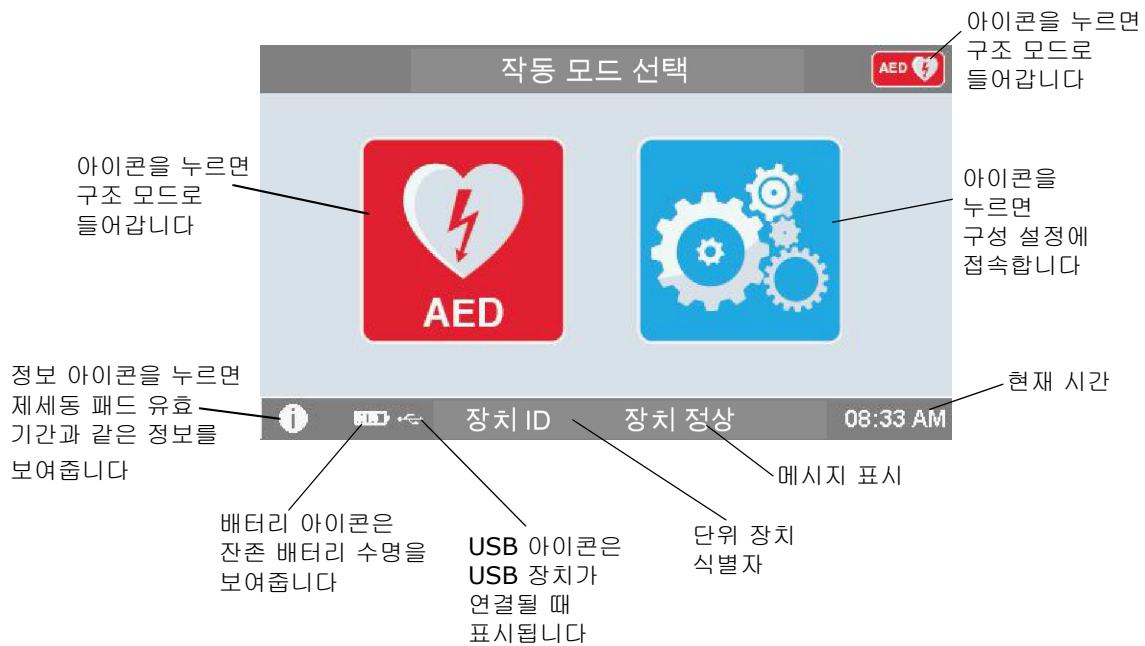 아이콘을 누르면
구조 모드로
들어갑니다
작동 모드 선택
AED
아이콘을 누르면
구조 모드로
들어갑니다
AED
아이콘을
누르면
구성 설정에
접속합니다
정보 아이콘을 누르면
제세동 패드 유효
기간과 같은 정보를
보여줍니다
현재 시간
장치 ID
장치 정상
08:33 AM
메시지 표시
배터리 아이콘은
잔존 배터리 수명을
보여줍니다
USB 아이콘은
USB 장치가
연결될 때
표시됩니다
단위 장치
식별자